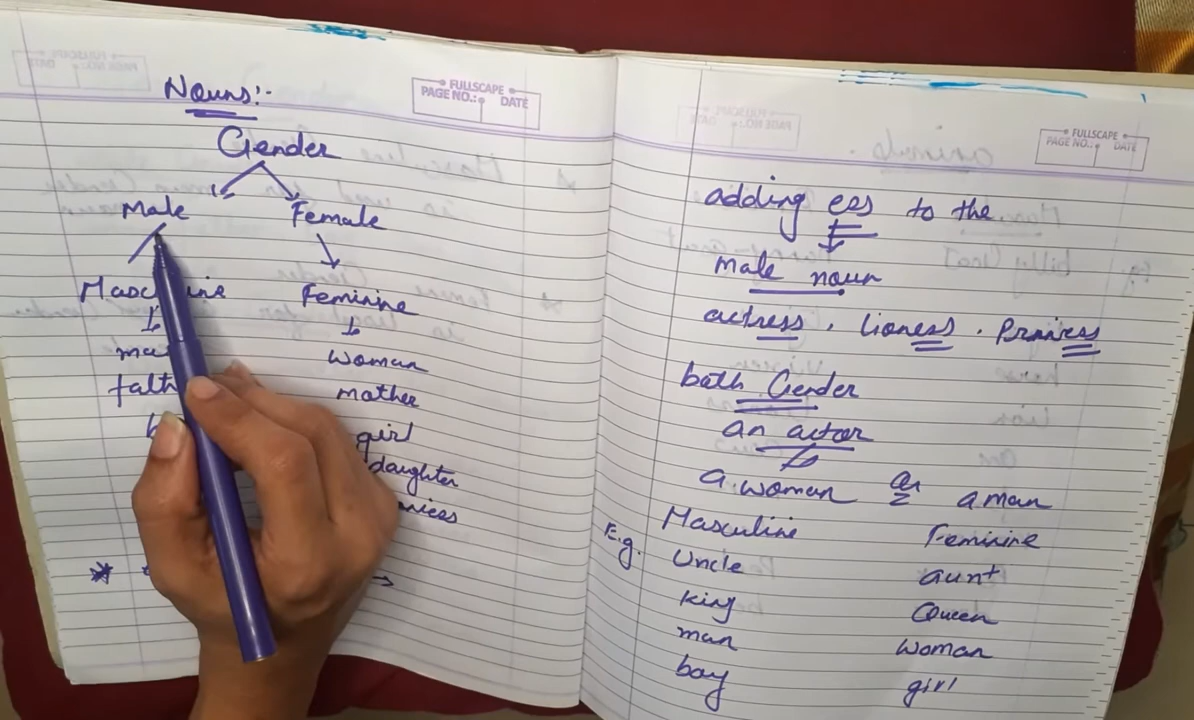 Nouns:-
FULLSCAPE
PAGE NO.: DATE
Gender
Male Female
Feminine
woman
mother
girl
daughter
FULLSCAPE
PAGE NO.: DATE
adding ess to the
male noun
actress, lioness, Princess
both Gender
an actor
a woman or a man
E.g. Masculine Feminine
Uncle aunt
king Queen
man woman
boy girl